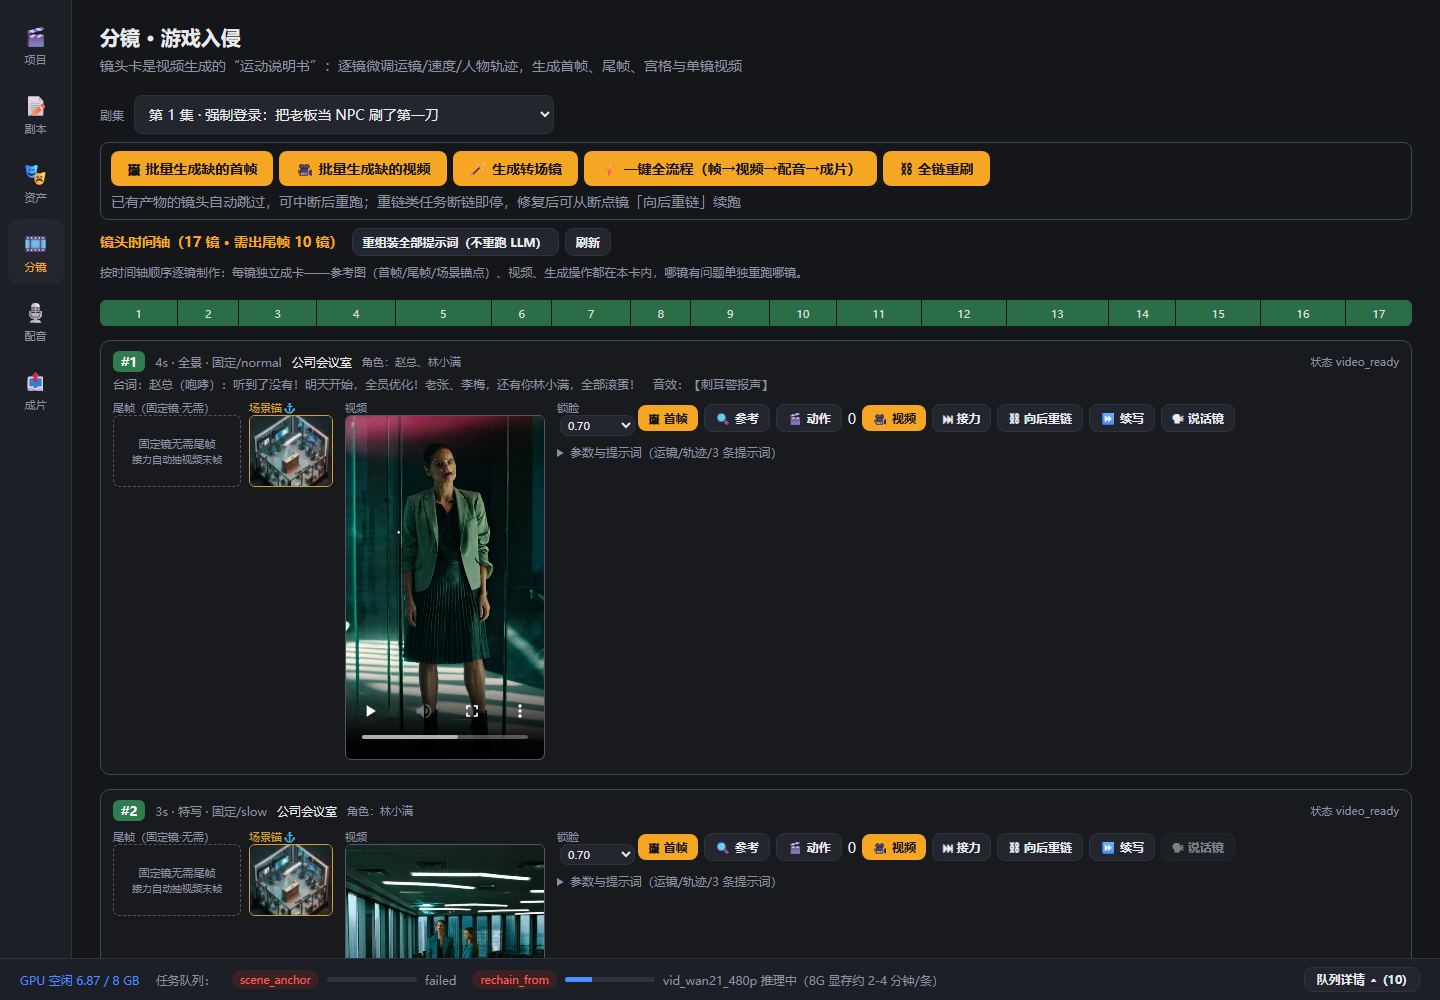 项目
剧本
资产
分镜
配音
成片
分镜 · 游戏入侵
镜头卡是视频生成的“运动说明书”：逐镜微调运镜/速度/人物轨迹，生成首帧、尾帧、宫格与单镜视频
剧集 第 1 集 · 强制登录：把老板当 NPC 刷了第一刀
批量生成缺的首帧 批量生成缺的视频 生成转场镜 一键全流程（帧→视频→配音→成片） 全链重刷
已有产物的镜头自动跳过，可中断后重跑；重链类任务断链即停，修复后可从断点镜「向后重链」续跑
镜头时间轴（17 镜 · 需出尾帧 10 镜） 重组装全部提示词（不重跑 LLM） 刷新
按时间轴顺序逐镜制作：每镜独立成卡——参考图（首帧/尾帧/场景锚点）、视频、生成操作都在本卡内，哪镜有问题单独重跑哪镜。
1 2 3 4 5 6 7 8 9 10 11 12 13 14 15 16 17
#1 4s · 全景 · 固定/normal 公司会议室 角色：赵总、林小满 状态 video_ready
台词：赵总（咆哮）：听到了没有！明天开始，全员优化！老张、李梅，还有你林小满，全部滚蛋！ 音效：【刺耳警报声】
尾帧（固定镜·无需） 场景锚 视频 锁脸
0.70 首帧 参考 动作 0 视频 接力 向后重链 续写 说话镜
固定镜无需尾帧
接力自动抽视频末帧
参数与提示词（运镜/轨迹/3 条提示词）
#2 3s · 特写 · 固定/slow 公司会议室 角色：林小满 状态 video_ready
尾帧（固定镜·无需） 场景锚 视频 锁脸
0.70 首帧 参考 动作 0 视频 接力 向后重链 续写 说话镜
固定镜无需尾帧
接力自动抽视频末帧
参数与提示词（运镜/轨迹/3 条提示词）
GPU 空闲 6.87 / 8 GB 任务队列： scene_anchor failed rechain_from vid_wan21_480p 推理中（8G 显存约 2-4 分钟/条） 队列详情 (10)